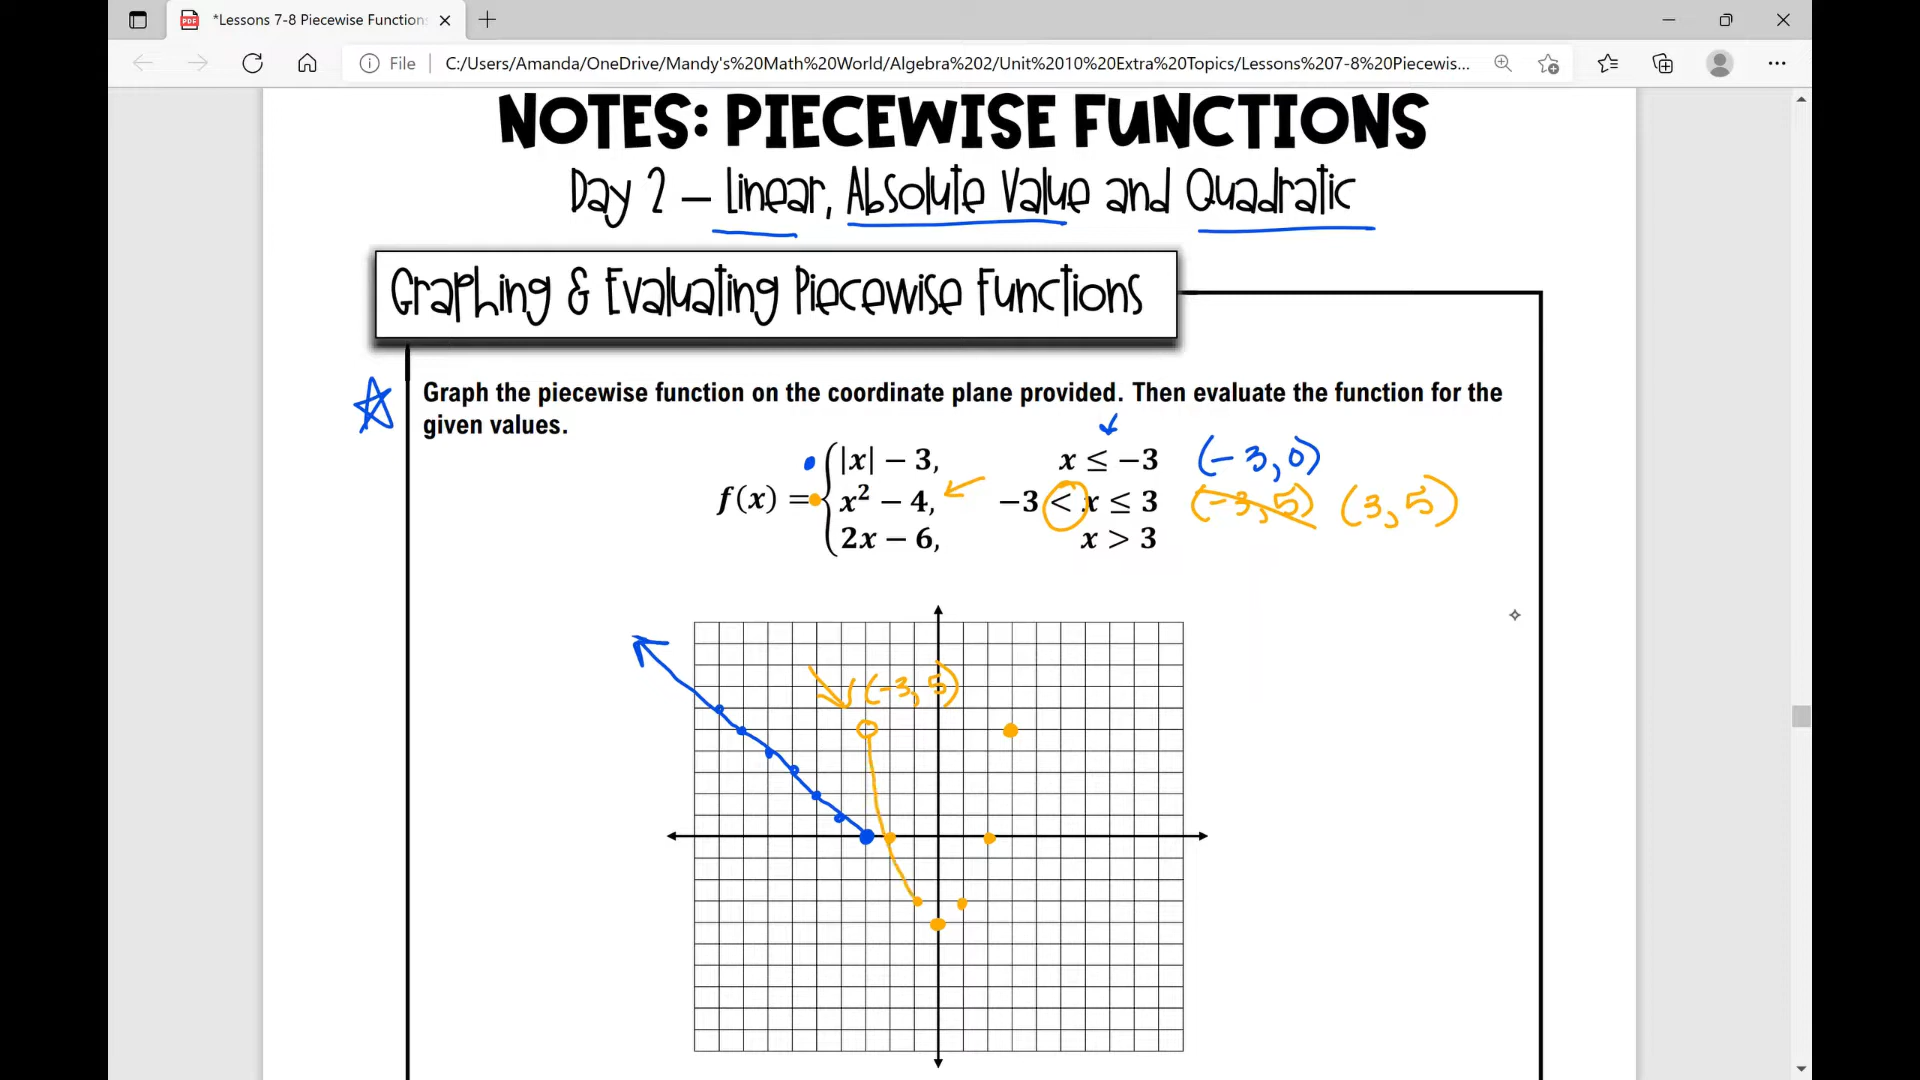 *Lessons 7-8 Piecewise Function
File C:/Users/Amanda/OneDrive/Mandy's%20Math%20World/Algebra%202/Unit%2010%20Extra%20Topics/Lessons%207-8%20Piecewis...
NOTES: PIECEWISE FUNCTIONS
Day 2 – Linear, Absolute Value and Quadratic
Graphing & Evaluating Piecewise Functions
Graph the piecewise function on the coordinate plane provided. Then evaluate the function for the
given values.
|x| − 3, x ≤ −3 (-3,0)
f(x) = { x² − 4, −3 < x ≤ 3 (-3,5) (3,5)
2x − 6, x > 3
(-3,5)